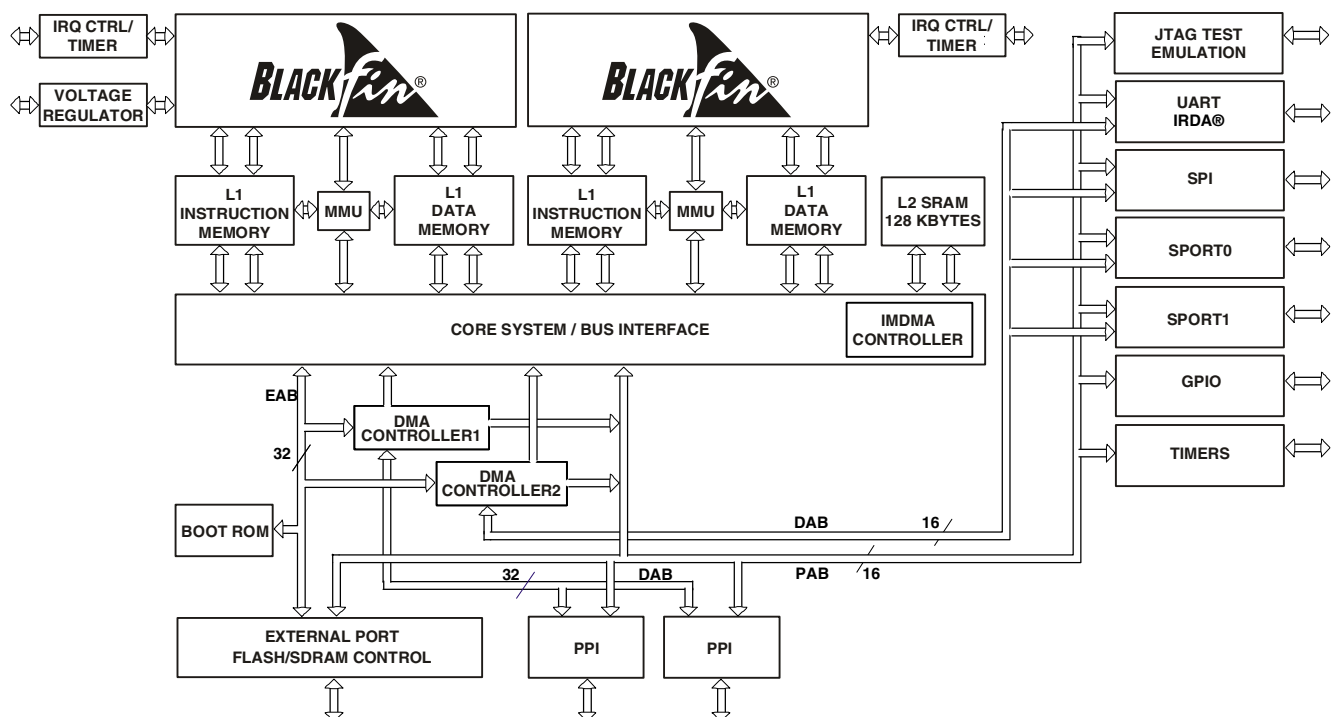 IRQ CTRL/
TIMER
BLACKfin®
BLACKfin®
IRQ CTRL/
TIMER
JTAG TEST
EMULATION
VOLTAGE
REGULATOR
UART
IRDA®
L1
INSTRUCTION
MEMORY
MMU
L1
DATA
MEMORY
L1
INSTRUCTION
MEMORY
MMU
L1
DATA
MEMORY
L2 SRAM
128 KBYTES
SPI
SPORT0
CORE SYSTEM / BUS INTERFACE
IMDMA
CONTROLLER
SPORT1
GPIO
EAB
DMA
CONTROLLER1
32
DMA
CONTROLLER2
TIMERS
BOOT ROM
DAB
16
32
DAB
PAB
16
EXTERNAL PORT
FLASH/SDRAM CONTROL
PPI
PPI